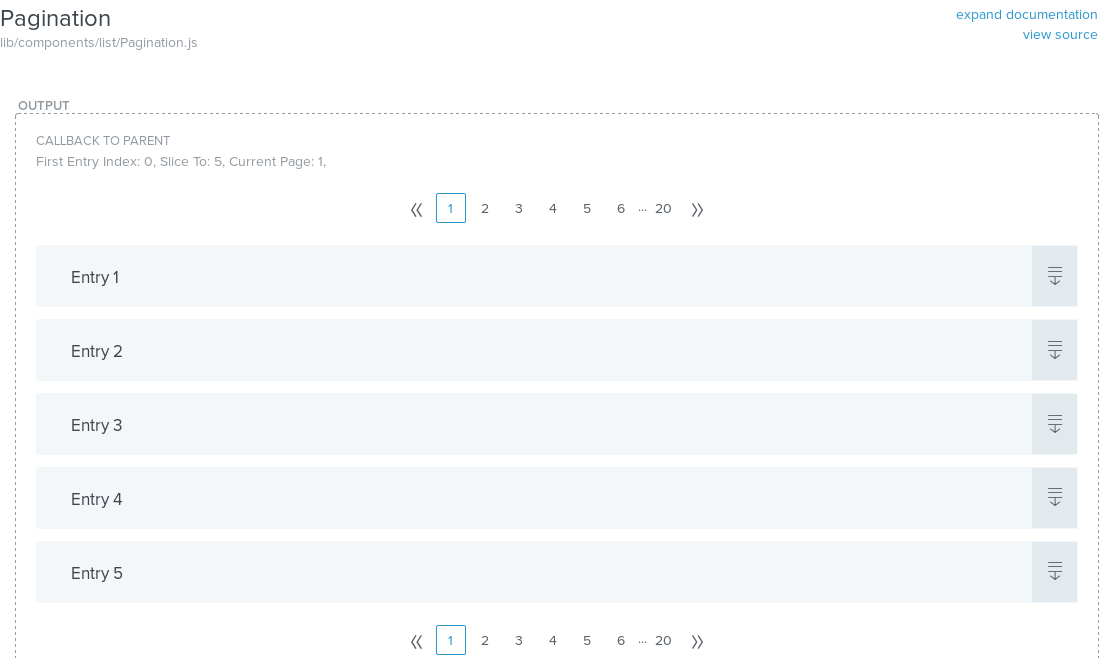 Pagination
expand documentation
lib/components/list/Pagination.js
view source
OUTPUT
CALLBACK TO PARENT
First Entry Index: 0, Slice To: 5, Current Page: 1,
« 1 2 3 4 5 6 ... 20 »
Entry 1
Entry 2
Entry 3
Entry 4
Entry 5
« 1 2 3 4 5 6 ... 20 »